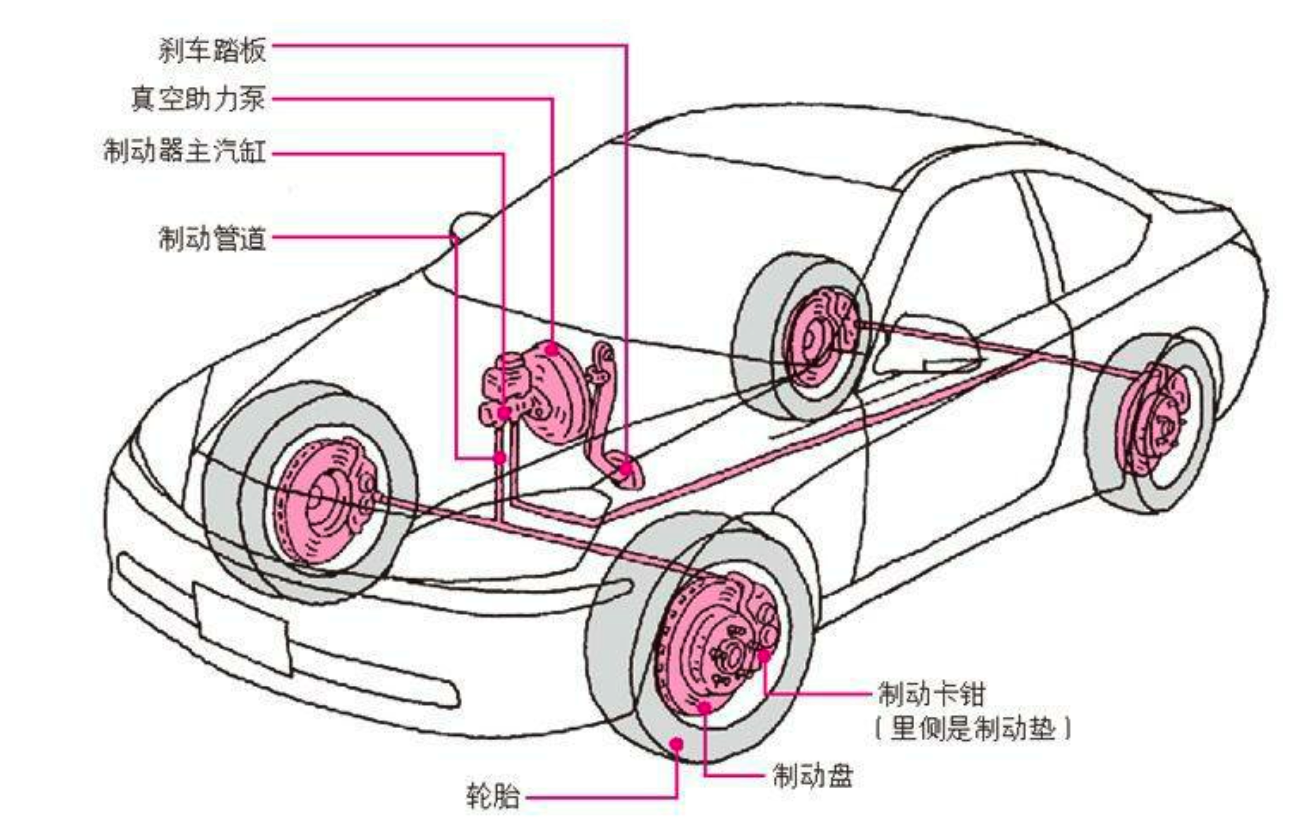 刹车踏板
真空助力泵
制动器主汽缸
制动管道
制动卡钳
（里侧是制动垫）
制动盘
轮胎